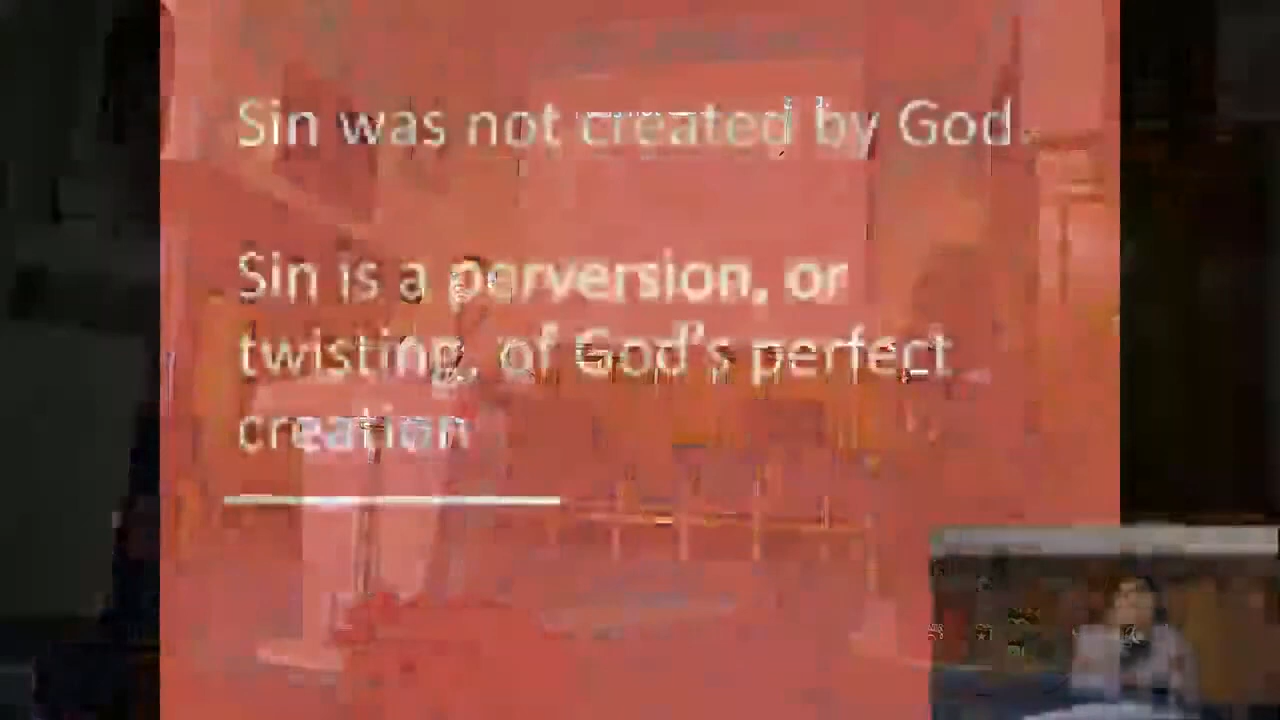 Sin was not created by God.
Sin is a perversion, or
twisting, of God's perfect
creation